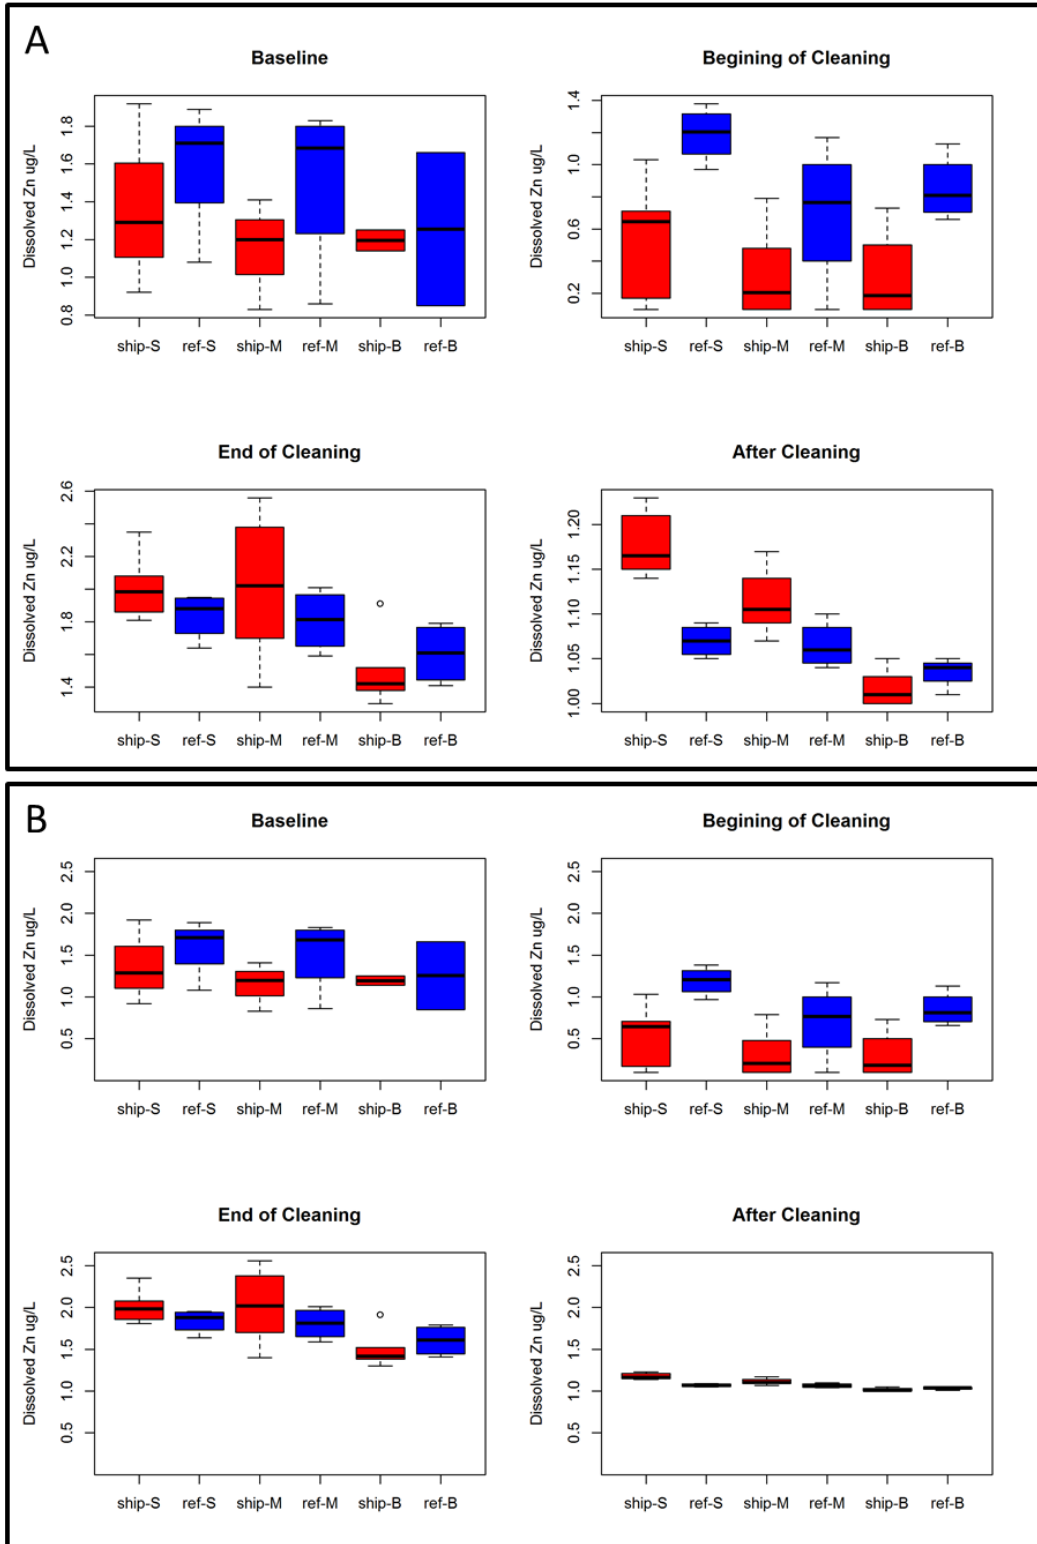 A
Baseline
Dissolved Zn ug/L
1.8
1.6
1.4
1.2
1.0
0.8
ship-S ref-S ship-M ref-M ship-B ref-B
Begining of Cleaning
Dissolved Zn ug/L
1.4
1.0
0.6
0.2
ship-S ref-S ship-M ref-M ship-B ref-B
End of Cleaning
Dissolved Zn ug/L
2.6
2.2
1.8
1.4
ship-S ref-S ship-M ref-M ship-B ref-B
After Cleaning
Dissolved Zn ug/L
1.20
1.15
1.10
1.05
1.00
ship-S ref-S ship-M ref-M ship-B ref-B
B
Baseline
Dissolved Zn ug/L
2.5
2.0
1.5
1.0
0.5
ship-S ref-S ship-M ref-M ship-B ref-B
Begining of Cleaning
Dissolved Zn ug/L
2.5
2.0
1.5
1.0
0.5
ship-S ref-S ship-M ref-M ship-B ref-B
End of Cleaning
Dissolved Zn ug/L
2.5
2.0
1.5
1.0
0.5
ship-S ref-S ship-M ref-M ship-B ref-B
After Cleaning
Dissolved Zn ug/L
2.5
2.0
1.5
1.0
0.5
ship-S ref-S ship-M ref-M ship-B ref-B